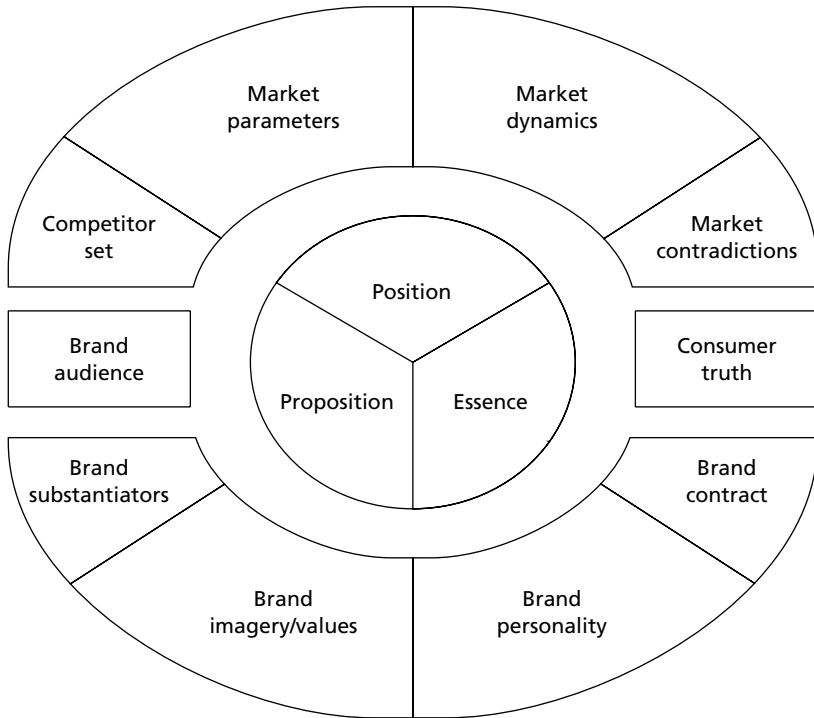 Market
parameters
Market
dynamics
Competitor
set
Market
contradictions
Position
Brand
audience
Consumer
truth
Proposition
Essence
Brand
substantiators
Brand
contract
Brand
imagery/values
Brand
personality